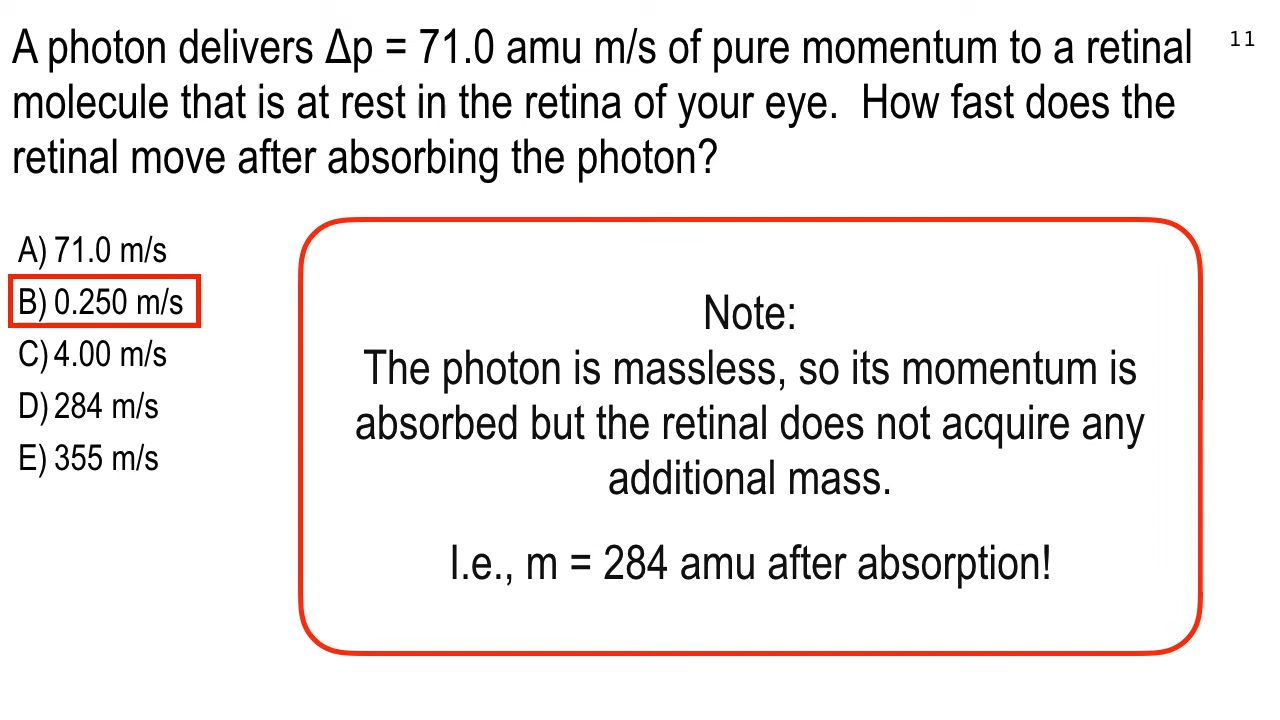 A photon delivers Δp = 71.0 amu m/s of pure momentum to a retinal
11
molecule that is at rest in the retina of your eye.  How fast does the
retinal move after absorbing the photon?
A) 71.0 m/s
B) 0.250 m/s
C) 4.00 m/s
D) 284 m/s
E) 355 m/s
Note:
The photon is massless, so its momentum is
absorbed but the retinal does not acquire any
additional mass.
I.e., m = 284 amu after absorption!